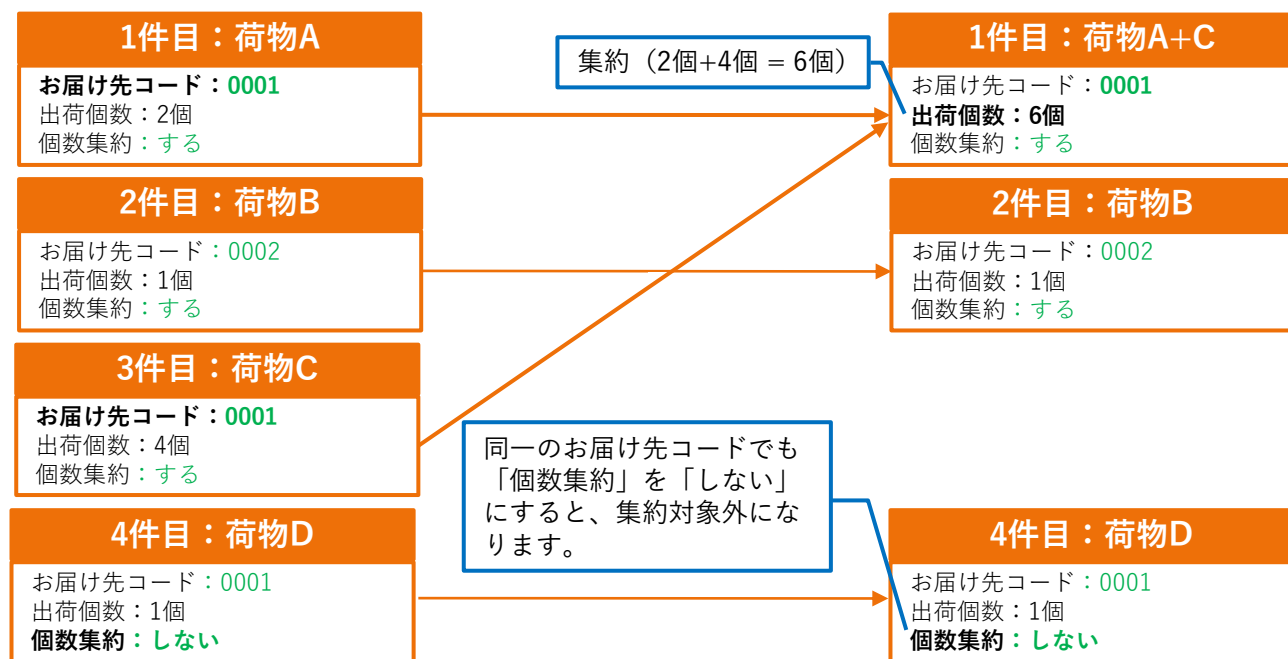 1件目：荷物A
お届け先コード：0001
出荷個数：2個
個数集約：する
2件目：荷物B
お届け先コード：0002
出荷個数：1個
個数集約：する
3件目：荷物C
お届け先コード：0001
出荷個数：4個
個数集約：する
4件目：荷物D
お届け先コード：0001
出荷個数：1個
個数集約：しない
集約（2個+4個 = 6個）
同一のお届け先コードでも
「個数集約」を「しない」
にすると、集約対象外にな
ります。
1件目：荷物A+C
お届け先コード：0001
出荷個数：6個
個数集約：する
2件目：荷物B
お届け先コード：0002
出荷個数：1個
個数集約：する
4件目：荷物D
お届け先コード：0001
出荷個数：1個
個数集約：しない